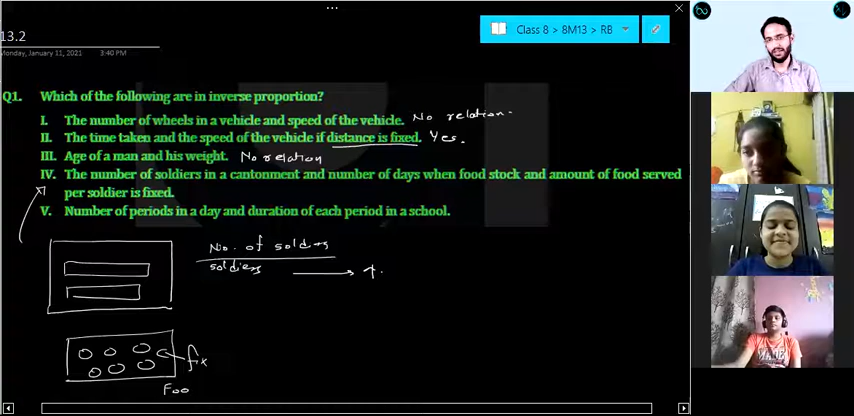 Class 8 > 8M13 > RB
13.2
Monday, January 11, 2021 3:40 PM
Q1. Which of the following are in inverse proportion?
I. The number of wheels in a vehicle and speed of the vehicle. No relation.
II. The time taken and the speed of the vehicle if distance is fixed. Yes.
III. Age of a man and his weight. No relation
IV. The number of soldiers in a cantonment and number of days when food stock and amount of food served
per soldier is fixed.
V. Number of periods in a day and duration of each period in a school.
No. of soldiers
soldiers
fix
Foo